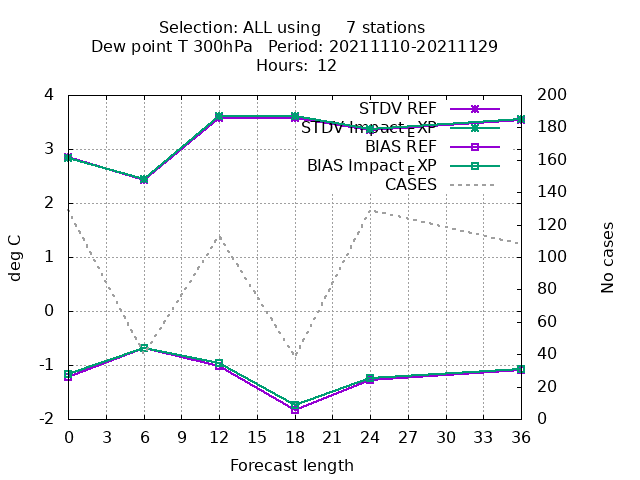 Selection: ALL using     7 stations
Dew point T 300hPa   Period: 20211110-20211129
Hours: 12
STDV REF
STDV Impact_EXP
BIAS REF
BIAS Impact_EXP
CASES
deg C
4
3
2
1
0
-1
-2
200
180
160
140
120
100
80
60
40
20
0
No cases
0 3 6 9 12 15 18 21 24 27 30 33 36
Forecast length